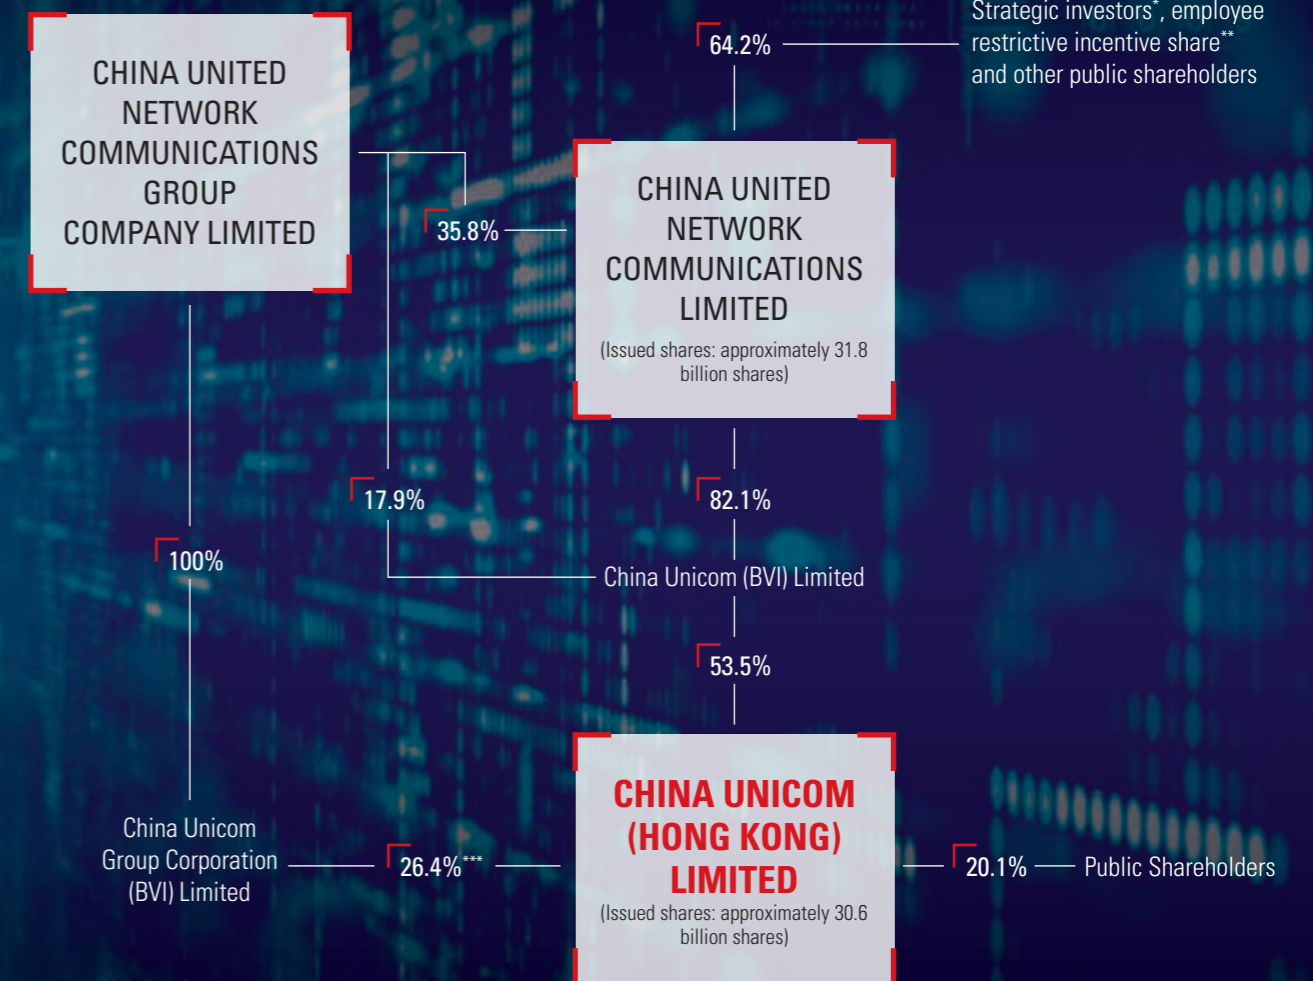 Strategic investors*, employee
restrictive incentive share**
and other public shareholders
64.2%
CHINA UNITED
NETWORK
COMMUNICATIONS
GROUP
COMPANY LIMITED
35.8%
CHINA UNITED
NETWORK
COMMUNICATIONS
LIMITED
(Issued shares: approximately 31.8
billion shares)
17.9%
82.1%
100%
China Unicom (BVI) Limited
53.5%
China Unicom
Group Corporation
(BVI) Limited
26.4%***
CHINA UNICOM
(HONG KONG)
LIMITED
(Issued shares: approximately 30.6
billion shares)
20.1%
Public Shareholders